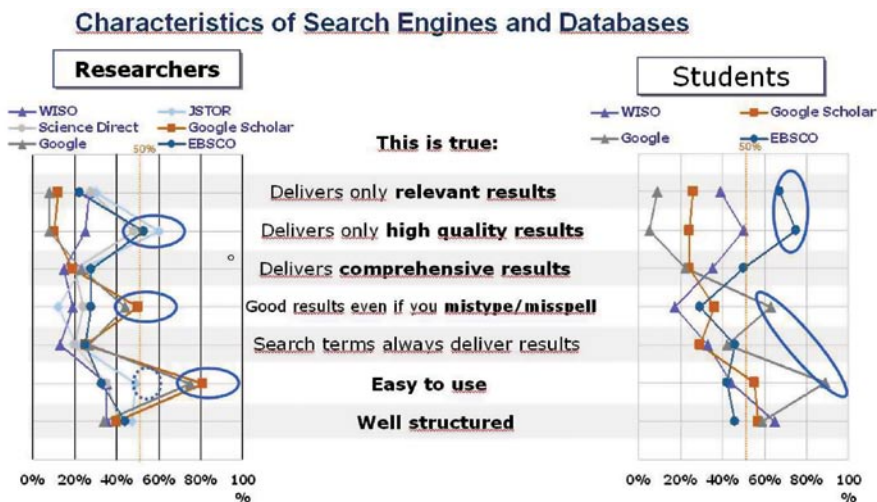 Characteristics of Search Engines and Databases
Researchers
Students
WISO
JSTOR
Science Direct
Google Scholar
Google
EBSCO
50%
WISO
Google Scholar
Google
EBSCO
50%
This is true:
Delivers only relevant results
Delivers only high quality results
Delivers comprehensive results
Good results even if you mistype/misspell
Search terms always deliver results
Easy to use
Well structured
0% 20% 40% 60% 80% 100
%
0% 20% 40% 60% 80% 100
%